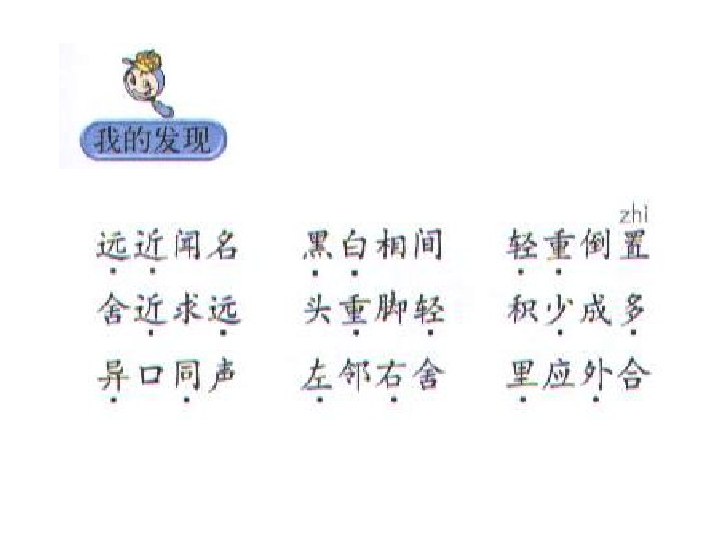 我的发现
zhì
远近闻名 黑白相间 轻重倒置
舍近求远 头重脚轻 积少成多
异口同声 左邻右舍 里应外合